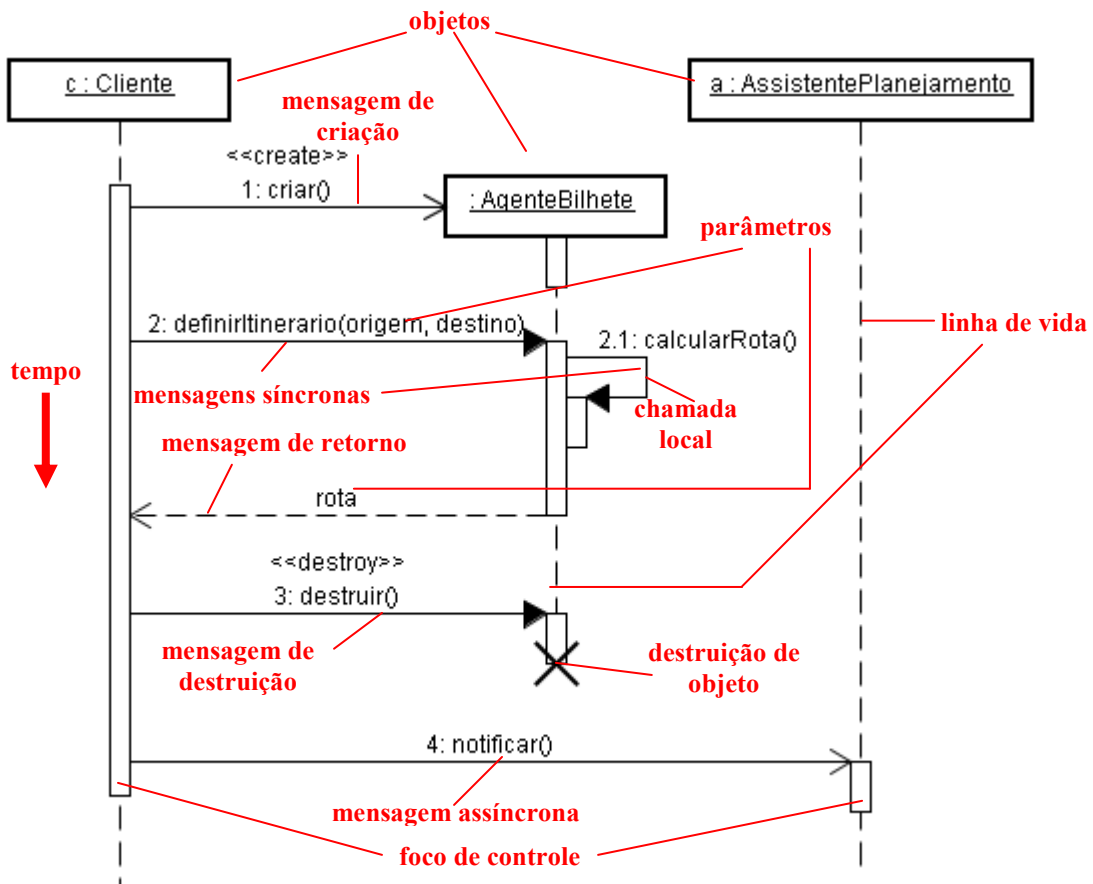 objetos
c : Cliente
a : AssistentePlanejamento
mensagem de
criação
<<create>>
1: criar()
: AgenteBilhete
parâmetros
2: definirItinerario(origem, destino)
linha de vida
2.1: calcularRota()
tempo
mensagens síncronas
chamada
local
mensagem de retorno
rota
<<destroy>>
3: destruir()
mensagem de
destruição
destruição de
objeto
4: notificar()
mensagem assíncrona
foco de controle